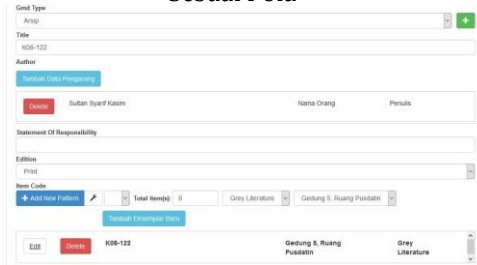 Sesuai Pola
Gmd Type
Arsip
Title
K08-122
Author
Tambah Data Pengarang
Delete Sultan Syarif Kasim Nama Orang Penulis
Statement Of Responsibility
Edition
Print
Item Code
+ Add New Pattern Total item(s): 0 Grey Literature Gedung 5, Ruang Pusdatin
Tambah Eksemplar Baru
Edit Delete K08-122 Gedung 5, Ruang Grey
Pusdatin Literature